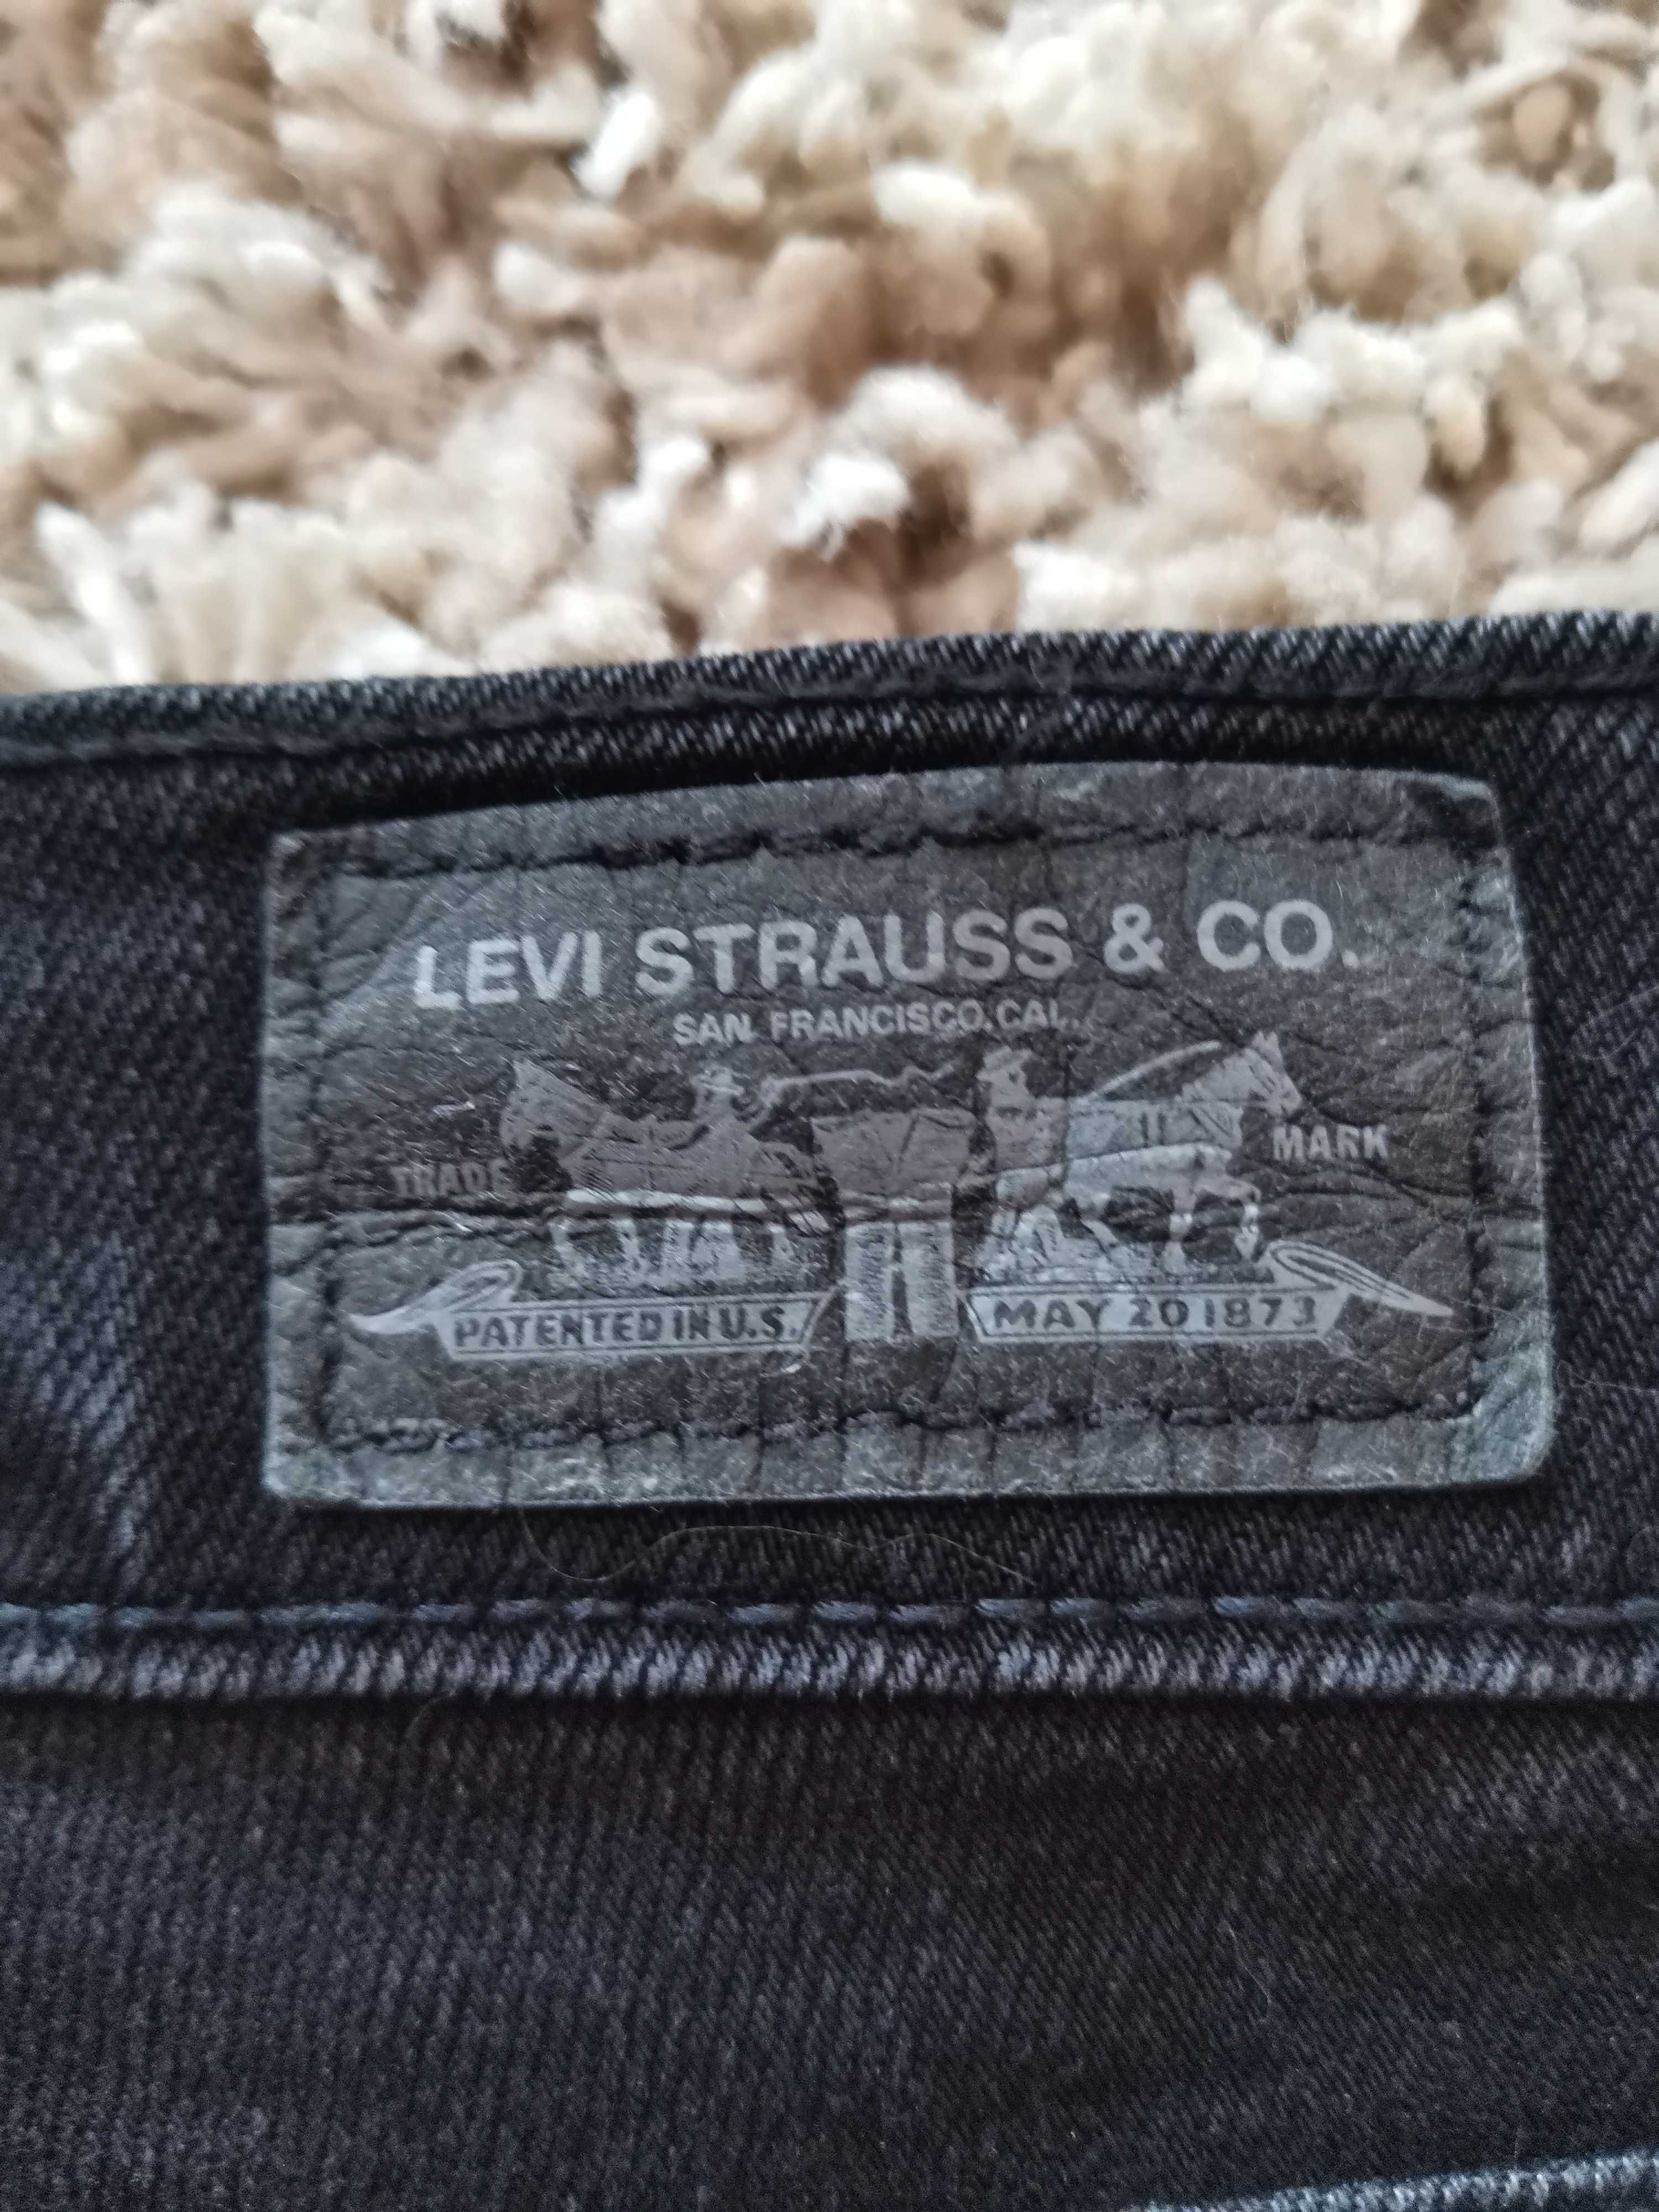 LEVI STRAUSS & CO.
SAN FRANCISCO, CAL.
TRADE MARK
PATENTED IN U.S. MAY 20 1873